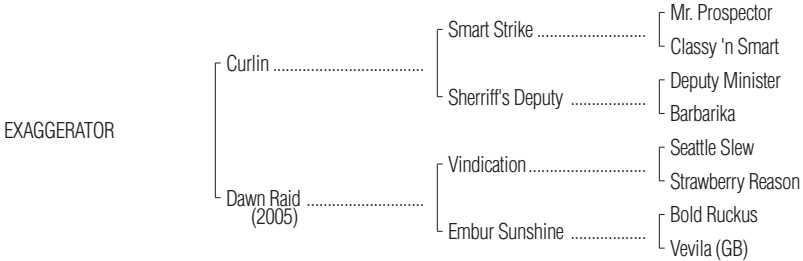 Mr. Prospector
Smart Strike ..........................
Classy 'n Smart
Curlin ....................................
Deputy Minister
Sherriff's Deputy ..................
Barbarika
EXAGGERATOR
Seattle Slew
Vindication............................
Strawberry Reason
Dawn Raid ............................
(2005)
Bold Ruckus
Embur Sunshine ..................
Vevila (GB)